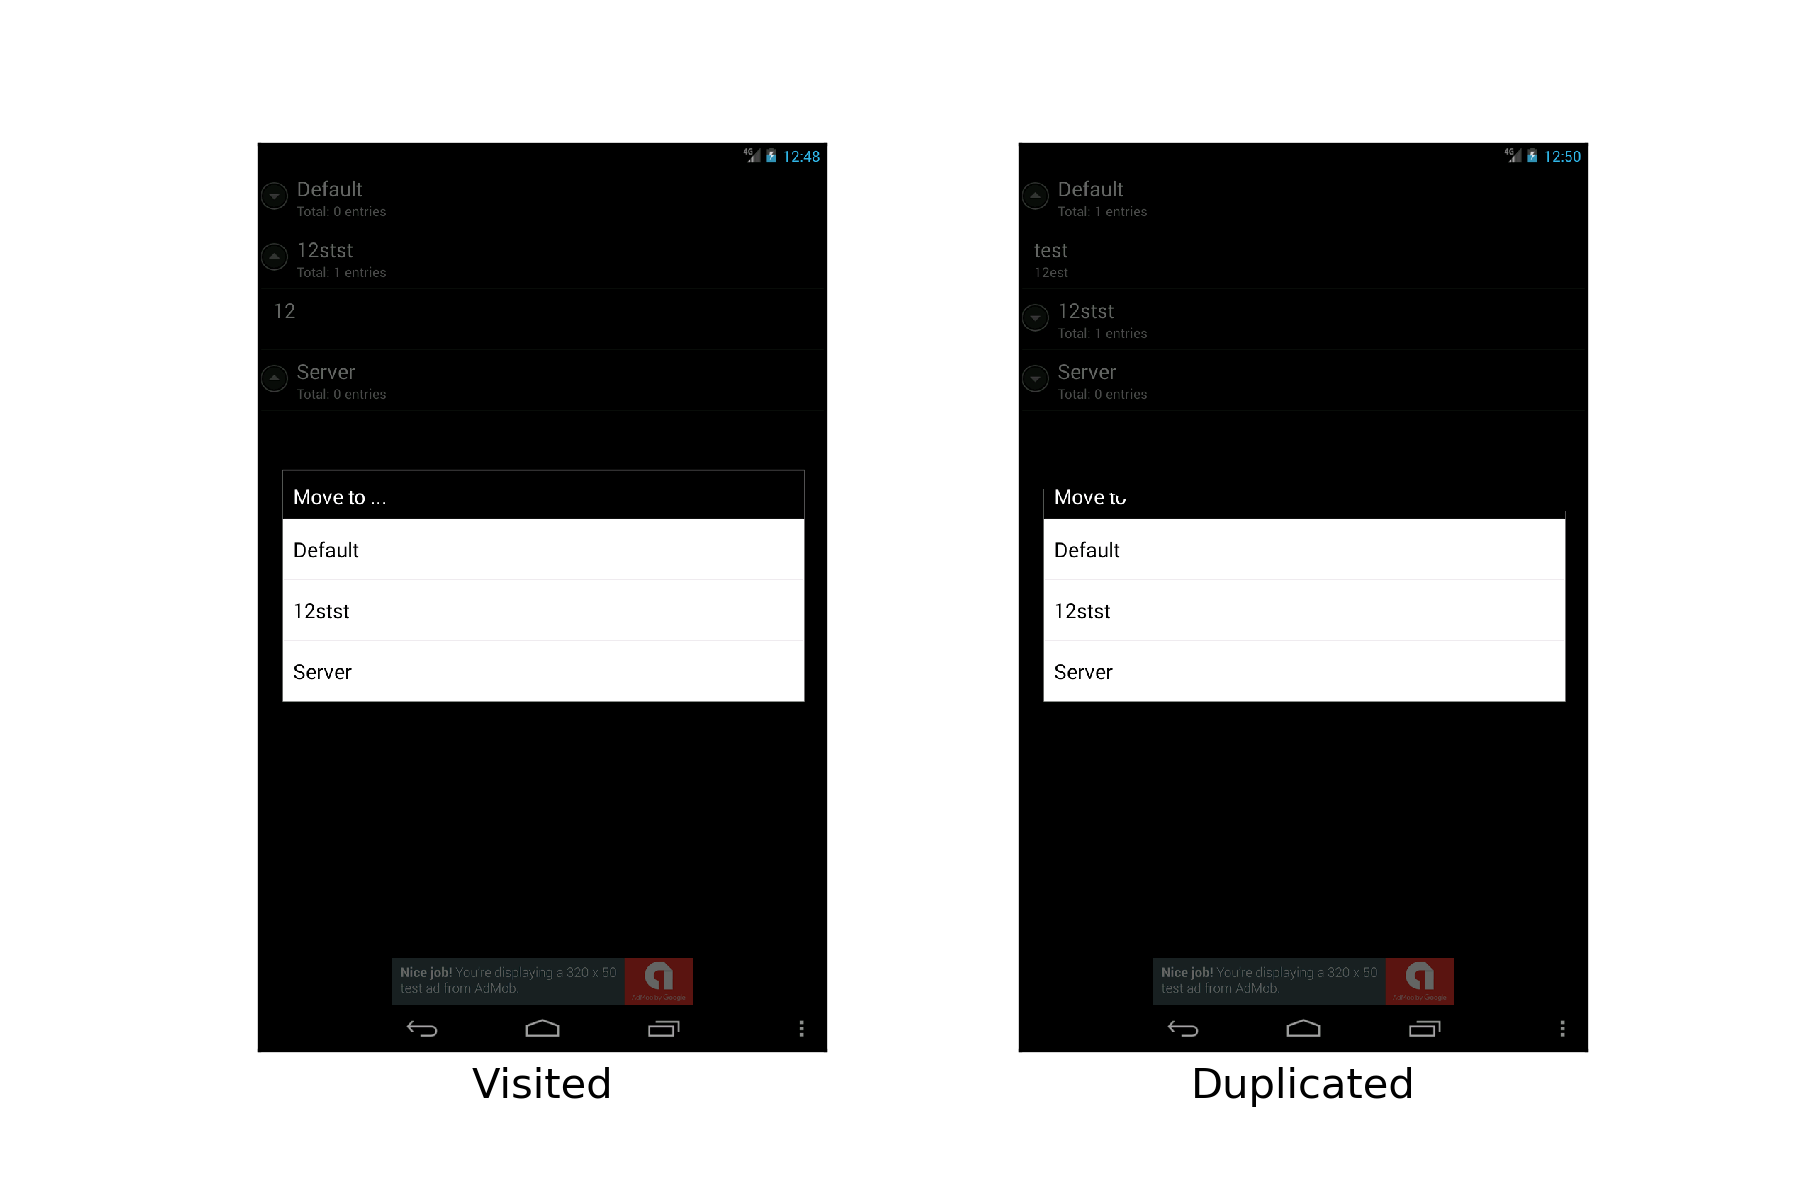 4G 12:48
Default
Total: 0 entries
12stst
Total: 1 entries
12
Server
Total: 0 entries
Move to ...
Default
12stst
Server
Nice job! You're displaying a 320 x 50
test ad from AdMob.
AdMob by Google
Visited
4G 12:50
Default
Total: 1 entries
test
12est
12stst
Total: 1 entries
Server
Total: 0 entries
Move to
Default
12stst
Server
Nice job! You're displaying a 320 x 50
test ad from AdMob.
AdMob by Google
Duplicated